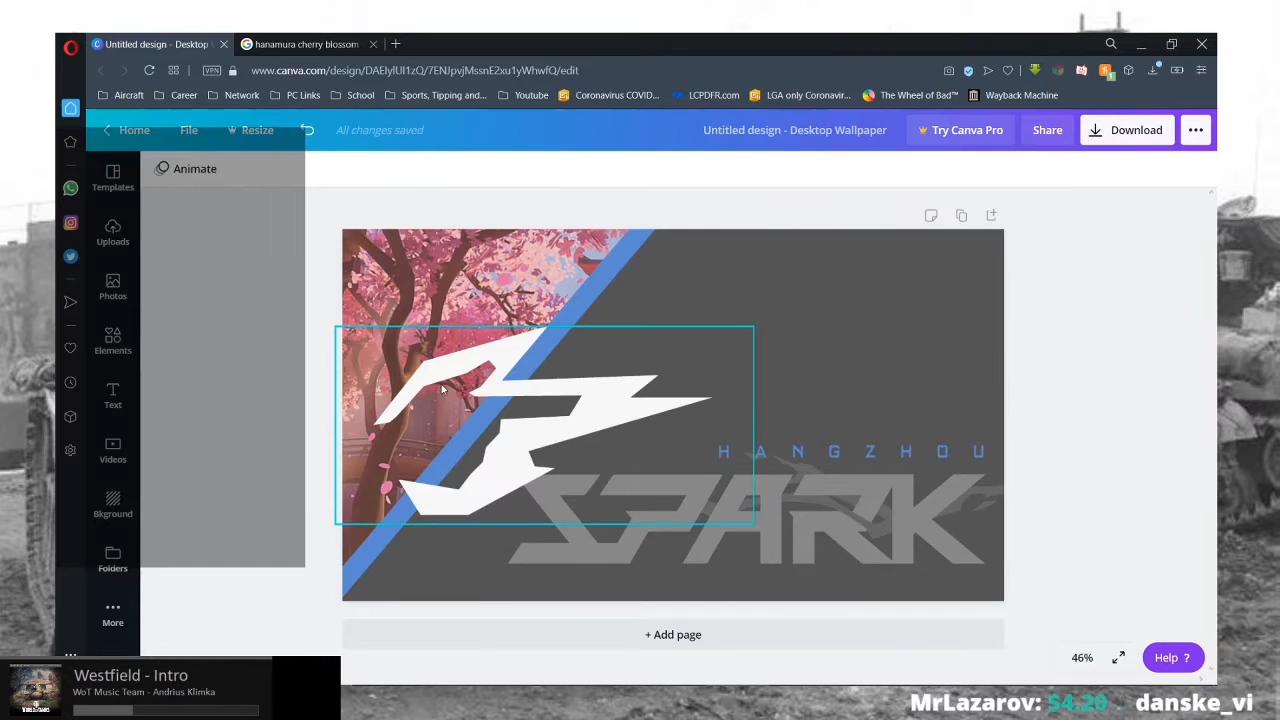 Untitled design - Desktop
hanamura cherry blossom
VPN
www.canva.com/design/DAEIyIUI1zQ/7ENJpvjMssnE2xu1yWhwfQ/edit
Aircraft
Career
Network
PC Links
School
Sports, Tipping and...
Youtube
Coronavirus COVID...
LCPDFR.com
LGA only Coronavir...
The Wheel of Bad™
Wayback Machine
Home
File
Resize
All changes saved
Untitled design - Desktop Wallpaper
Try Canva Pro
Share
Download
Templates
Animate
Uploads
Photos
Elements
Text
Videos
Bkground
Folders
More
HANGZHOU
SPARK
+ Add page
46%
Help ?
Westfield - Intro
WoT Music Team - Andrius Klimka
MrLazarov: $4.20 danske_vi